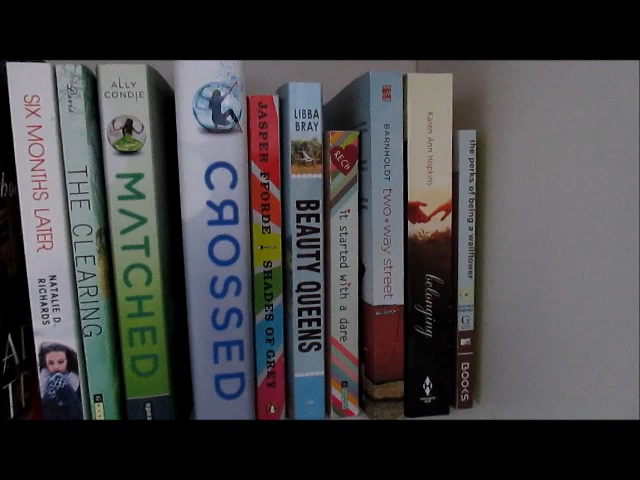 SIX MONTHS LATER
NATALIE D.
RICHARDS
Davis
THE CLEARING
ALLY
CONDIE
MATCHED
CROSSED
JASPER FFORDE
SHADES OF GREY
LIBBA
BRAY
BEAUTY QUEENS
RECH
it started with a dare
BARNHOLDT
two·way street
Karen Ann Hopkins
belonging
the perks of being a wallflower
BOOKS